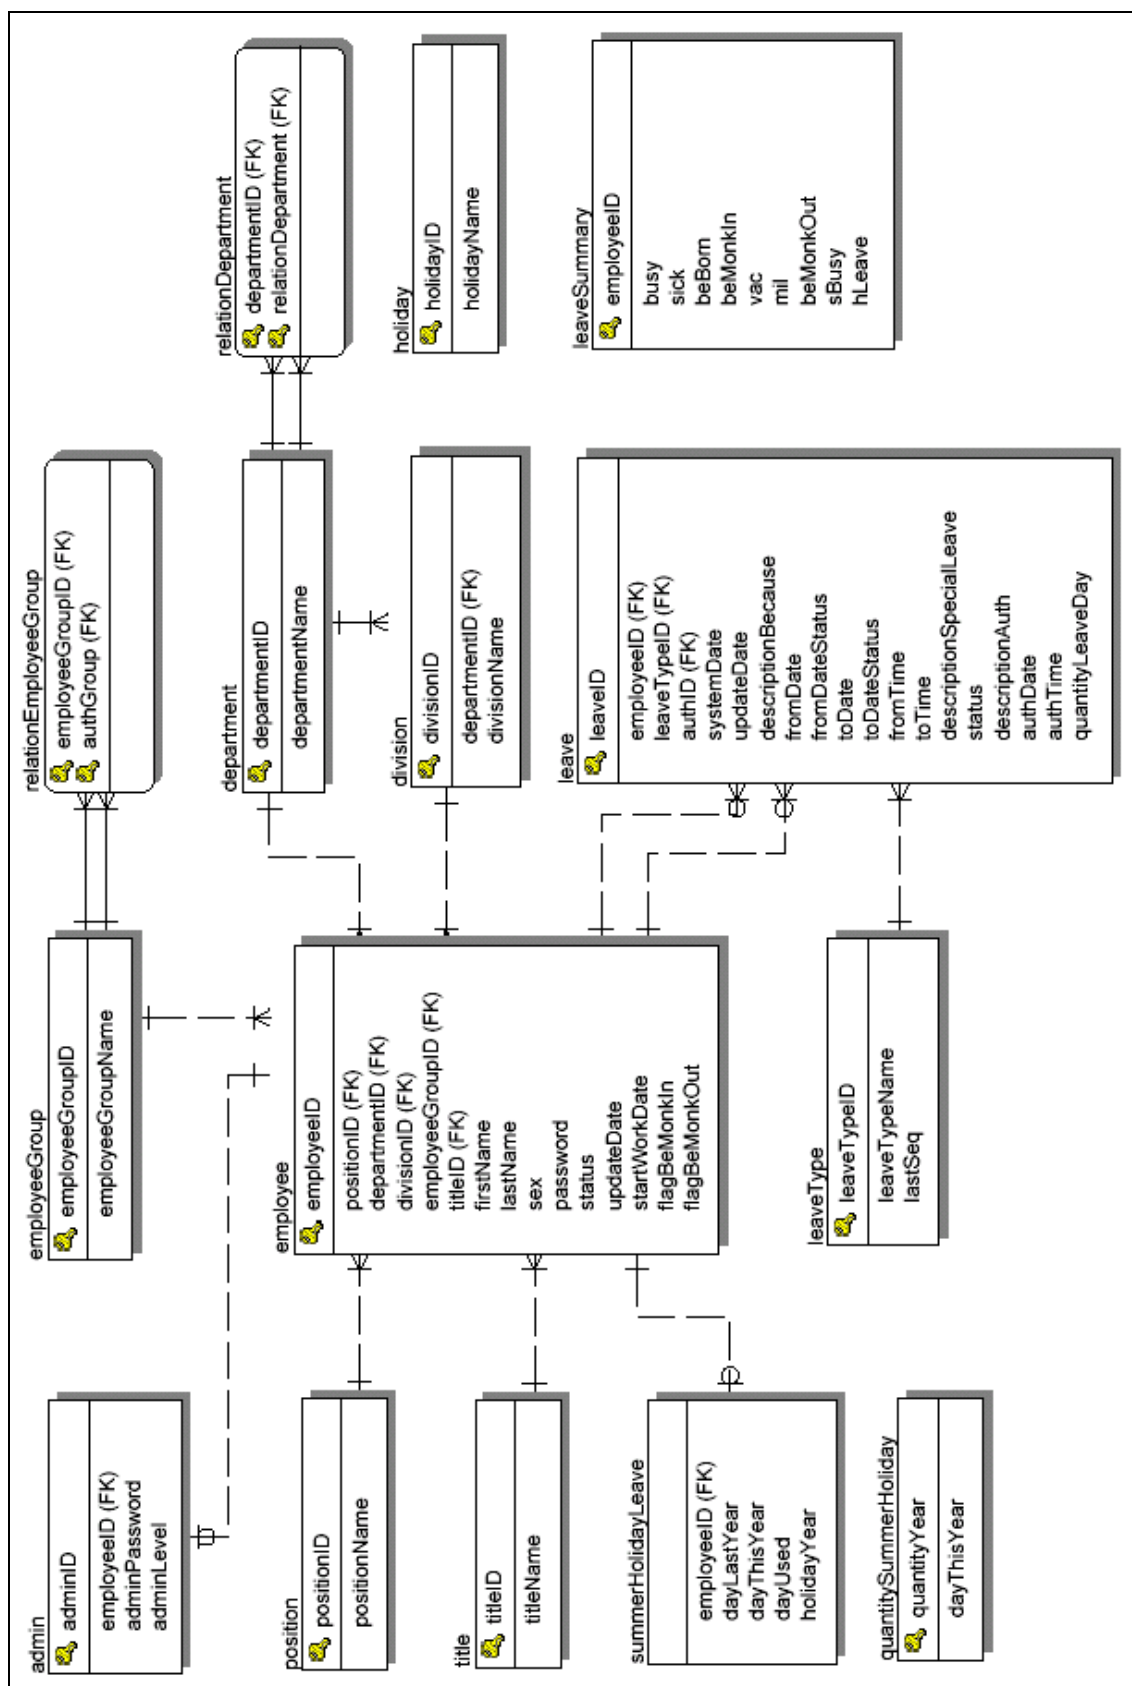 admin
adminID
employeeID (FK)
adminPassword
adminLevel
employeeGroup
employeeGroupID
employeeGroupName
relationEmployeeGroup
employeeGroupID (FK)
authGroup (FK)
relationDepartment
departmentID (FK)
relationDepartment (FK)
position
positionID
positionName
title
titleID
titleName
employee
employeeID
positionID (FK)
departmentID (FK)
divisionID (FK)
employeeGroupID (FK)
titleID (FK)
firstName
lastName
sex
password
status
updateDate
startWorkDate
flagBeMonkIn
flagBeMonkOut
department
departmentID
departmentName
division
divisionID
departmentID (FK)
divisionName
holiday
holidayID
holidayName
summerHolidayLeave
employeeID (FK)
dayLastYear
dayThisYear
dayUsed
holidayYear
quantitySummerHoliday
quantityYear
dayThisYear
leaveType
leaveTypeID
leaveTypeName
lastSeq
leave
leaveID
employeeID (FK)
leaveTypeID (FK)
authID (FK)
systemDate
updateDate
descriptionBecause
fromDate
fromDateStatus
toDate
toDateStatus
fromTime
toTime
descriptionSpecialLeave
status
descriptionAuth
authDate
authTime
quantityLeaveDay
leaveSummary
employeeID
busy
sick
beBorn
beMonkIn
vac
mil
beMonkOut
sBusy
hLeave